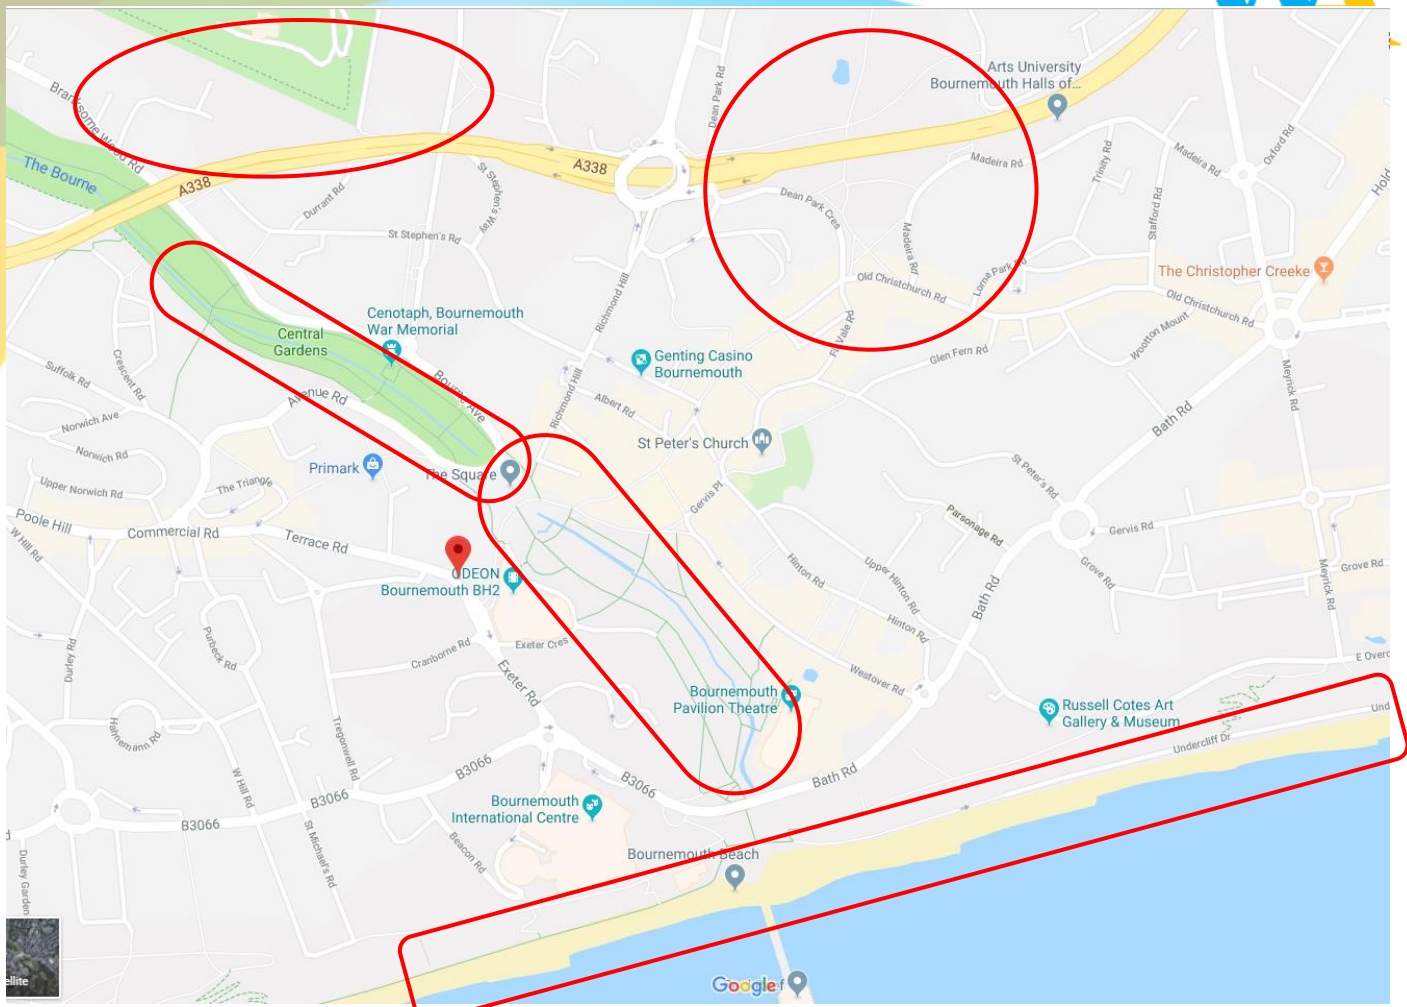 Arts University
Bournemouth Halls of...
Dean Park Rd
Branksome Wood Rd
The Bourne
A338
A338
Durrant Rd
St Stephen's Way
St Stephen's Rd
Madeira Rd
Trinity Rd
Madeira Rd
Oxford Rd
Stafford Rd
Dean Park Cres
Madeira Rd
Lorne Park Rd
Old Christchurch Rd
The Christopher Creeke
Old Christchurch Rd
Wootton Mount
Richmond Hill
Cenotaph, Bournemouth
War Memorial
Central
Gardens
Genting Casino
Bournemouth
Glen Fern Rd
Meyrick Rd
Crescent Rd
Suffolk Rd
Avenue Rd
Bourne Ave
Richmond Hill
Albert Rd
Bath Rd
Norwich Ave
Norwich Rd
Primark
The Square
St Peter's Church
St Peter's Rd
Upper Norwich Rd
The Triangle
Gervis Pl
Parsonage Rd
Gervis Rd
Poole Hill
Commercial Rd
Terrace Rd
W Hill Rd
ODEON
Bournemouth BH2
Hinton Rd
Upper Hinton Rd
Grove Rd
Grove Rd
Meyrick Rd
Bath Rd
Hinton Rd
Exeter Cres
Cranborne Rd
Purbeck Rd
Durley Rd
Exeter Rd
Westover Rd
Bournemouth
Pavilion Theatre
Russell Cotes Art
Gallery & Museum
Undercliff Dr
Hahnemann Rd
Tregonwell Rd
W Hill Rd
B3066
B3066
B3066
B3066
Bath Rd
Bournemouth
International Centre
Beacon Rd
St Michael's Rd
Bournemouth Beach
Google